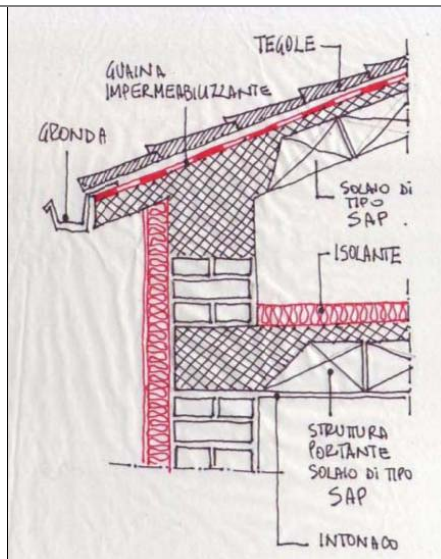 TEGOLE
GUAINA
IMPERMEABILIZZANTE
GRONDA
SOLAIO DI
TIPO
SAP.
ISOLANTE
STRUTTURA
PORTANTE
SOLAIO DI TIPO
SAP
INTONACO